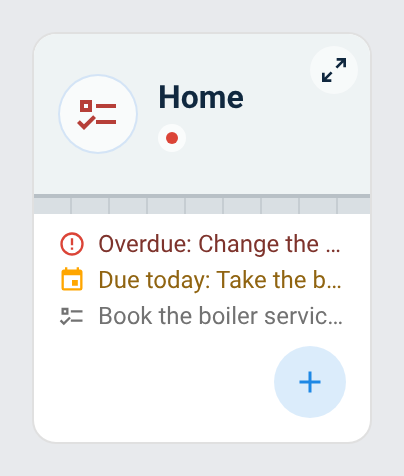 Home
Overdue: Change the ...
Due today: Take the b...
Book the boiler servic...